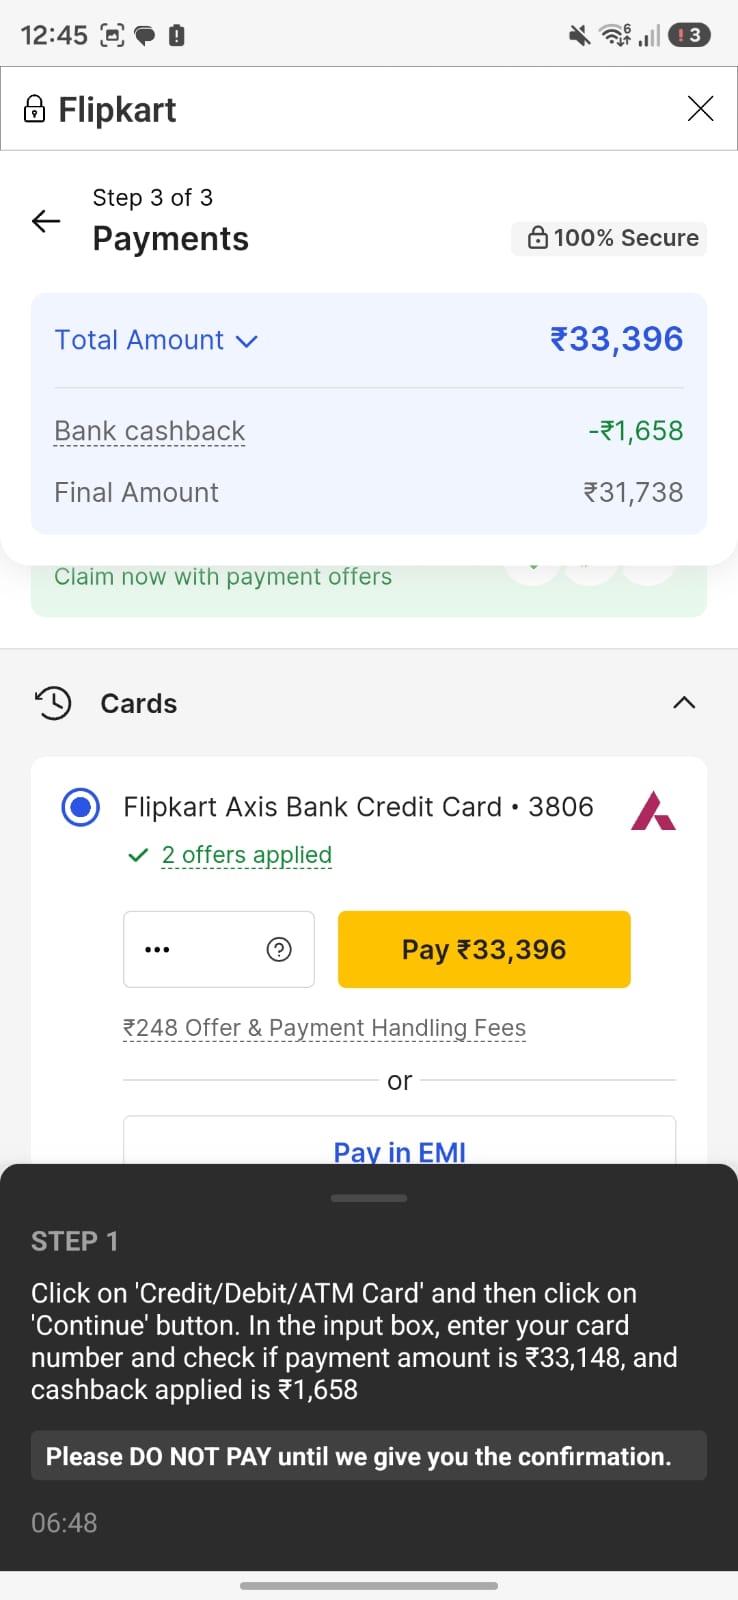 12:45
6
! 3
Flipkart
Step 3 of 3
Payments
100% Secure
Total Amount
₹33,396
Bank cashback
-₹1,658
Final Amount
₹31,738
Claim now with payment offers
Cards
Flipkart Axis Bank Credit Card • 3806
2 offers applied
•••
?
Pay ₹33,396
₹248 Offer & Payment Handling Fees
or
Pay in EMI
STEP 1
Click on 'Credit/Debit/ATM Card' and then click on
'Continue' button. In the input box, enter your card
number and check if payment amount is ₹33,148, and
cashback applied is ₹1,658
Please DO NOT PAY until we give you the confirmation.
06:48